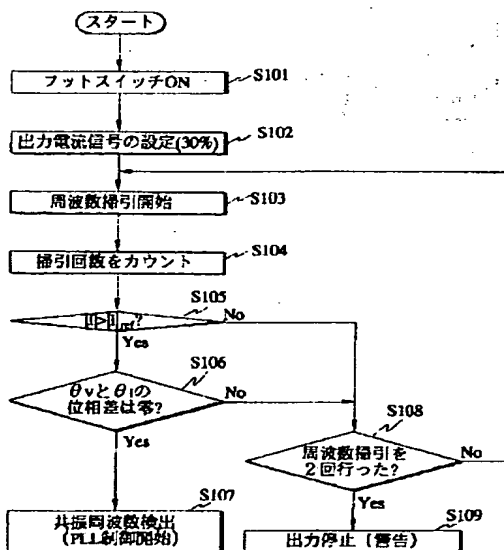 スタート
フットスイッチON
S101
出力電流信号の設定(30%)
S102
周波数掃引開始
S103
掃引回数をカウント
S104
|I|>|I|ref?
S105
No
Yes
θvとθIの
位相差は零?
S106
No
Yes
周波数掃引を
2回行った?
S108
No
Yes
共振周波数検出
(PLL制御開始)
S107
出力停止(警告)
S109